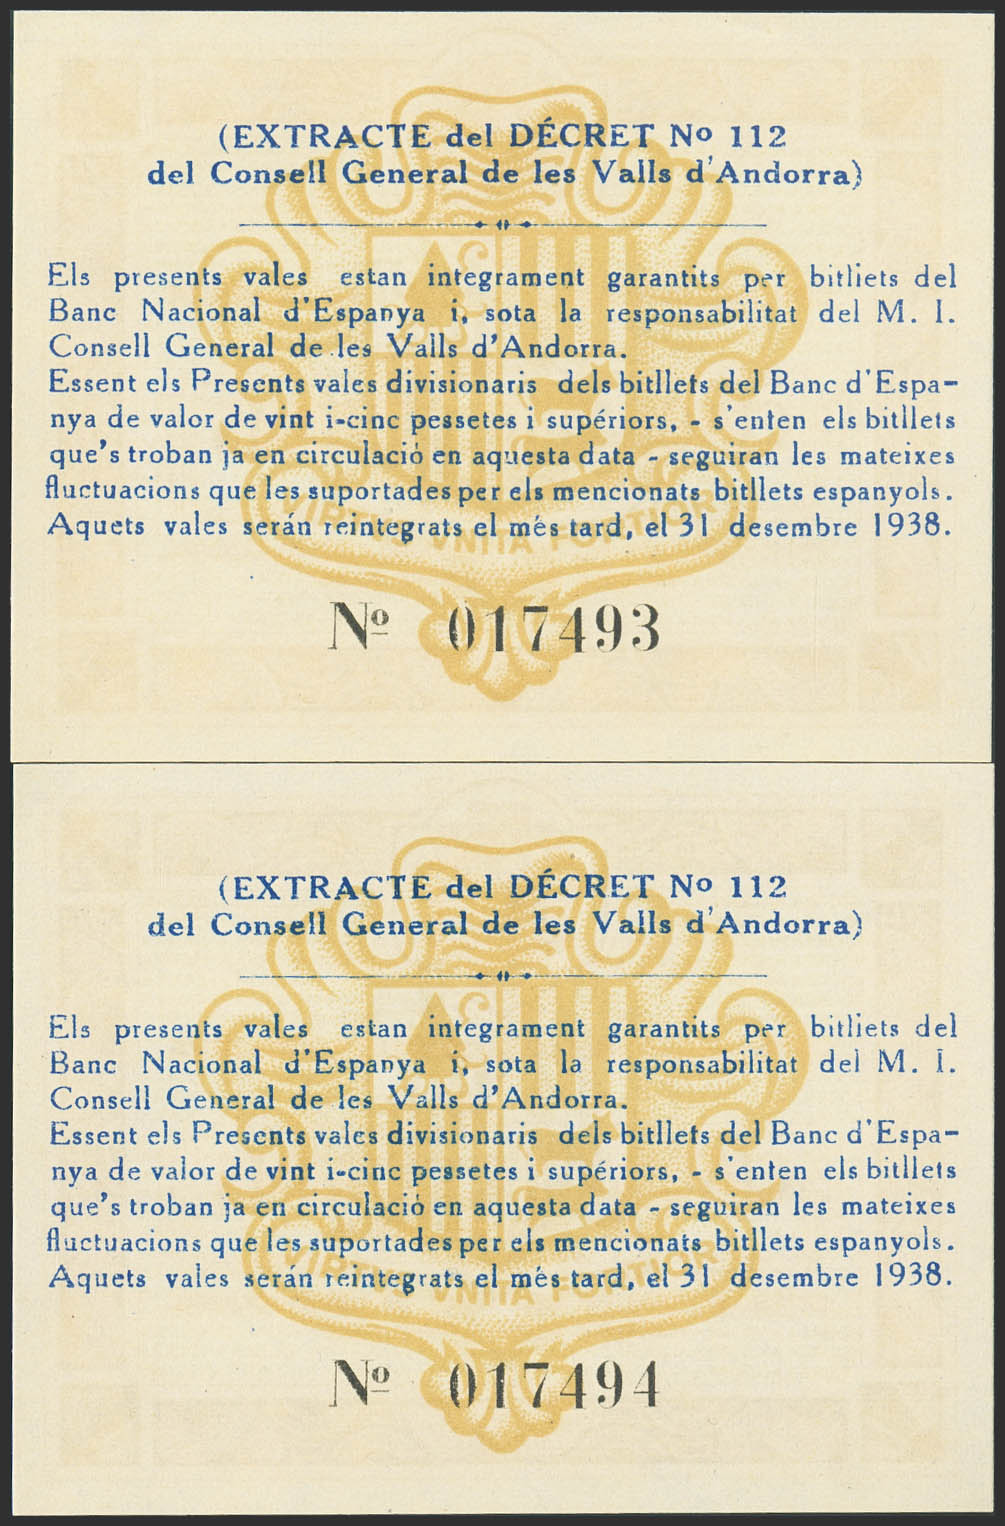 (EXTRACTE del DÉCRET Nº 112
del Consell General de les Valls d'Andorra)
Els presents vales estan integrament garantits per bitllets del
Banc Nacional d'Espanya i, sota la responsabilitat del M. I.
Consell General de les Valls d'Andorra.
Essent els Presents vales divisionaris dels bitllets del Banc d'Espa-
nya de valor de vint i-cinc pessetes i supériors, - s'enten els bitllets
que's troban ja en circulació en aquesta data - seguiran les mateixes
fluctuacions que les suportades per els mencionats bitllets espanyols.
Aquets vales serán reintegrats el més tard, el 31 desembre 1938.
VIRTVS VNITA FORTIOR
Nº 017493
(EXTRACTE del DÉCRET Nº 112
del Consell General de les Valls d'Andorra)
Els presents vales estan integrament garantits per bitllets del
Banc Nacional d'Espanya i, sota la responsabilitat del M. I.
Consell General de les Valls d'Andorra.
Essent els Presents vales divisionaris dels bitllets del Banc d'Espa-
nya de valor de vint i-cinc pessetes i supériors, - s'enten els bitllets
que's troban ja en circulació en aquesta data - seguiran les mateixes
fluctuacions que les suportades per els mencionats bitllets espanyols.
Aquets vales serán reintegrats el més tard, el 31 desembre 1938.
VIRTVS VNITA FORTIOR
Nº 017494